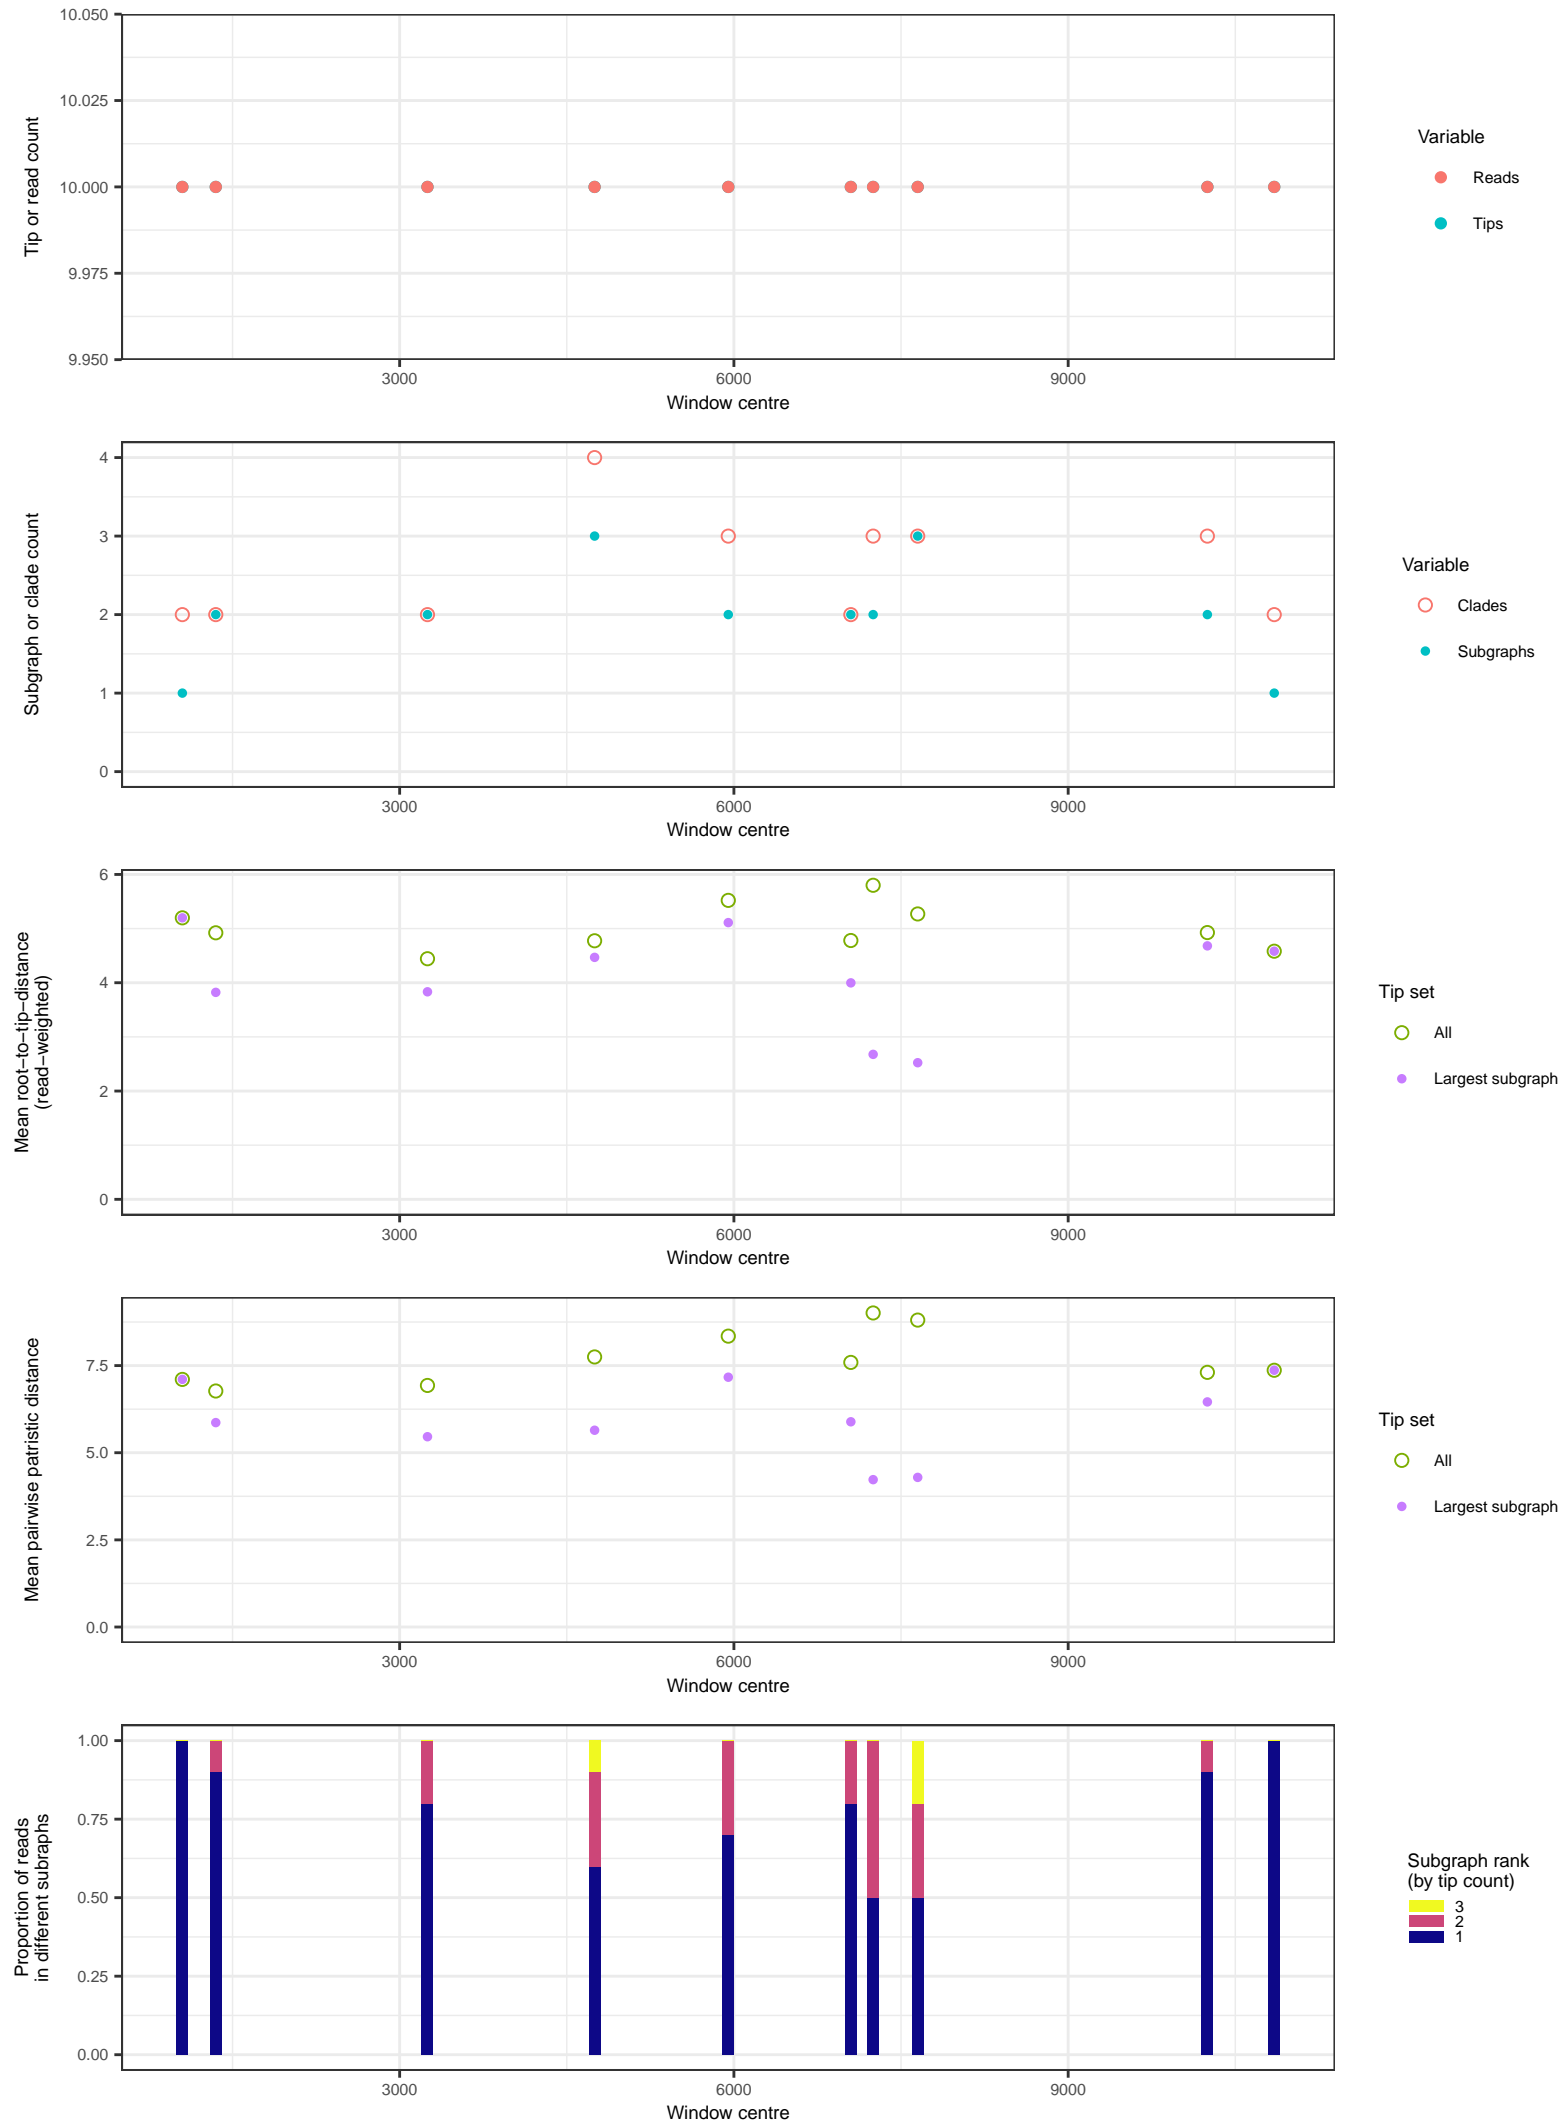 10.050
10.025
10.000
9.975
9.950
Tip or read count
3000 6000 9000
Window centre
Variable
Reads
Tips
4
3
2
1
0
Subgraph or clade count
3000 6000 9000
Window centre
Variable
Clades
Subgraphs
6
4
2
0
Mean root−to−tip−distance
(read−weighted)
3000 6000 9000
Window centre
Tip set
All
Largest subgraph
7.5
5.0
2.5
0.0
Mean pairwise patristic distance
3000 6000 9000
Window centre
Tip set
All
Largest subgraph
1.00
0.75
0.50
0.25
0.00
Proportion of reads
in different subraphs
3000 6000 9000
Window centre
Subgraph rank
(by tip count)
3
2
1